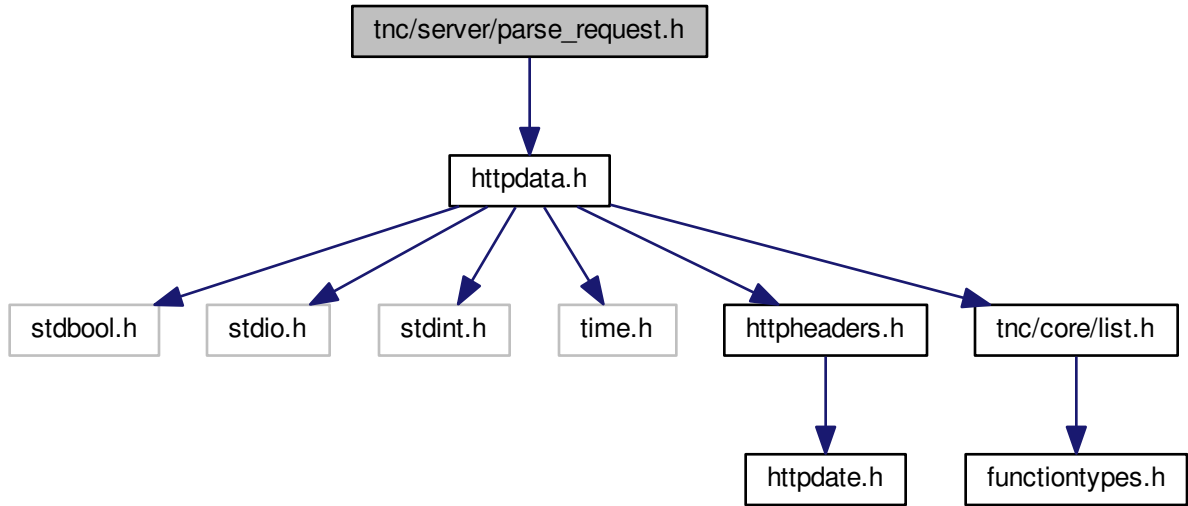 tnc/server/parse_request.h
httpdata.h
stdbool.h
stdio.h
stdint.h
time.h
httpheaders.h
tnc/core/list.h
httpdate.h
functiontypes.h